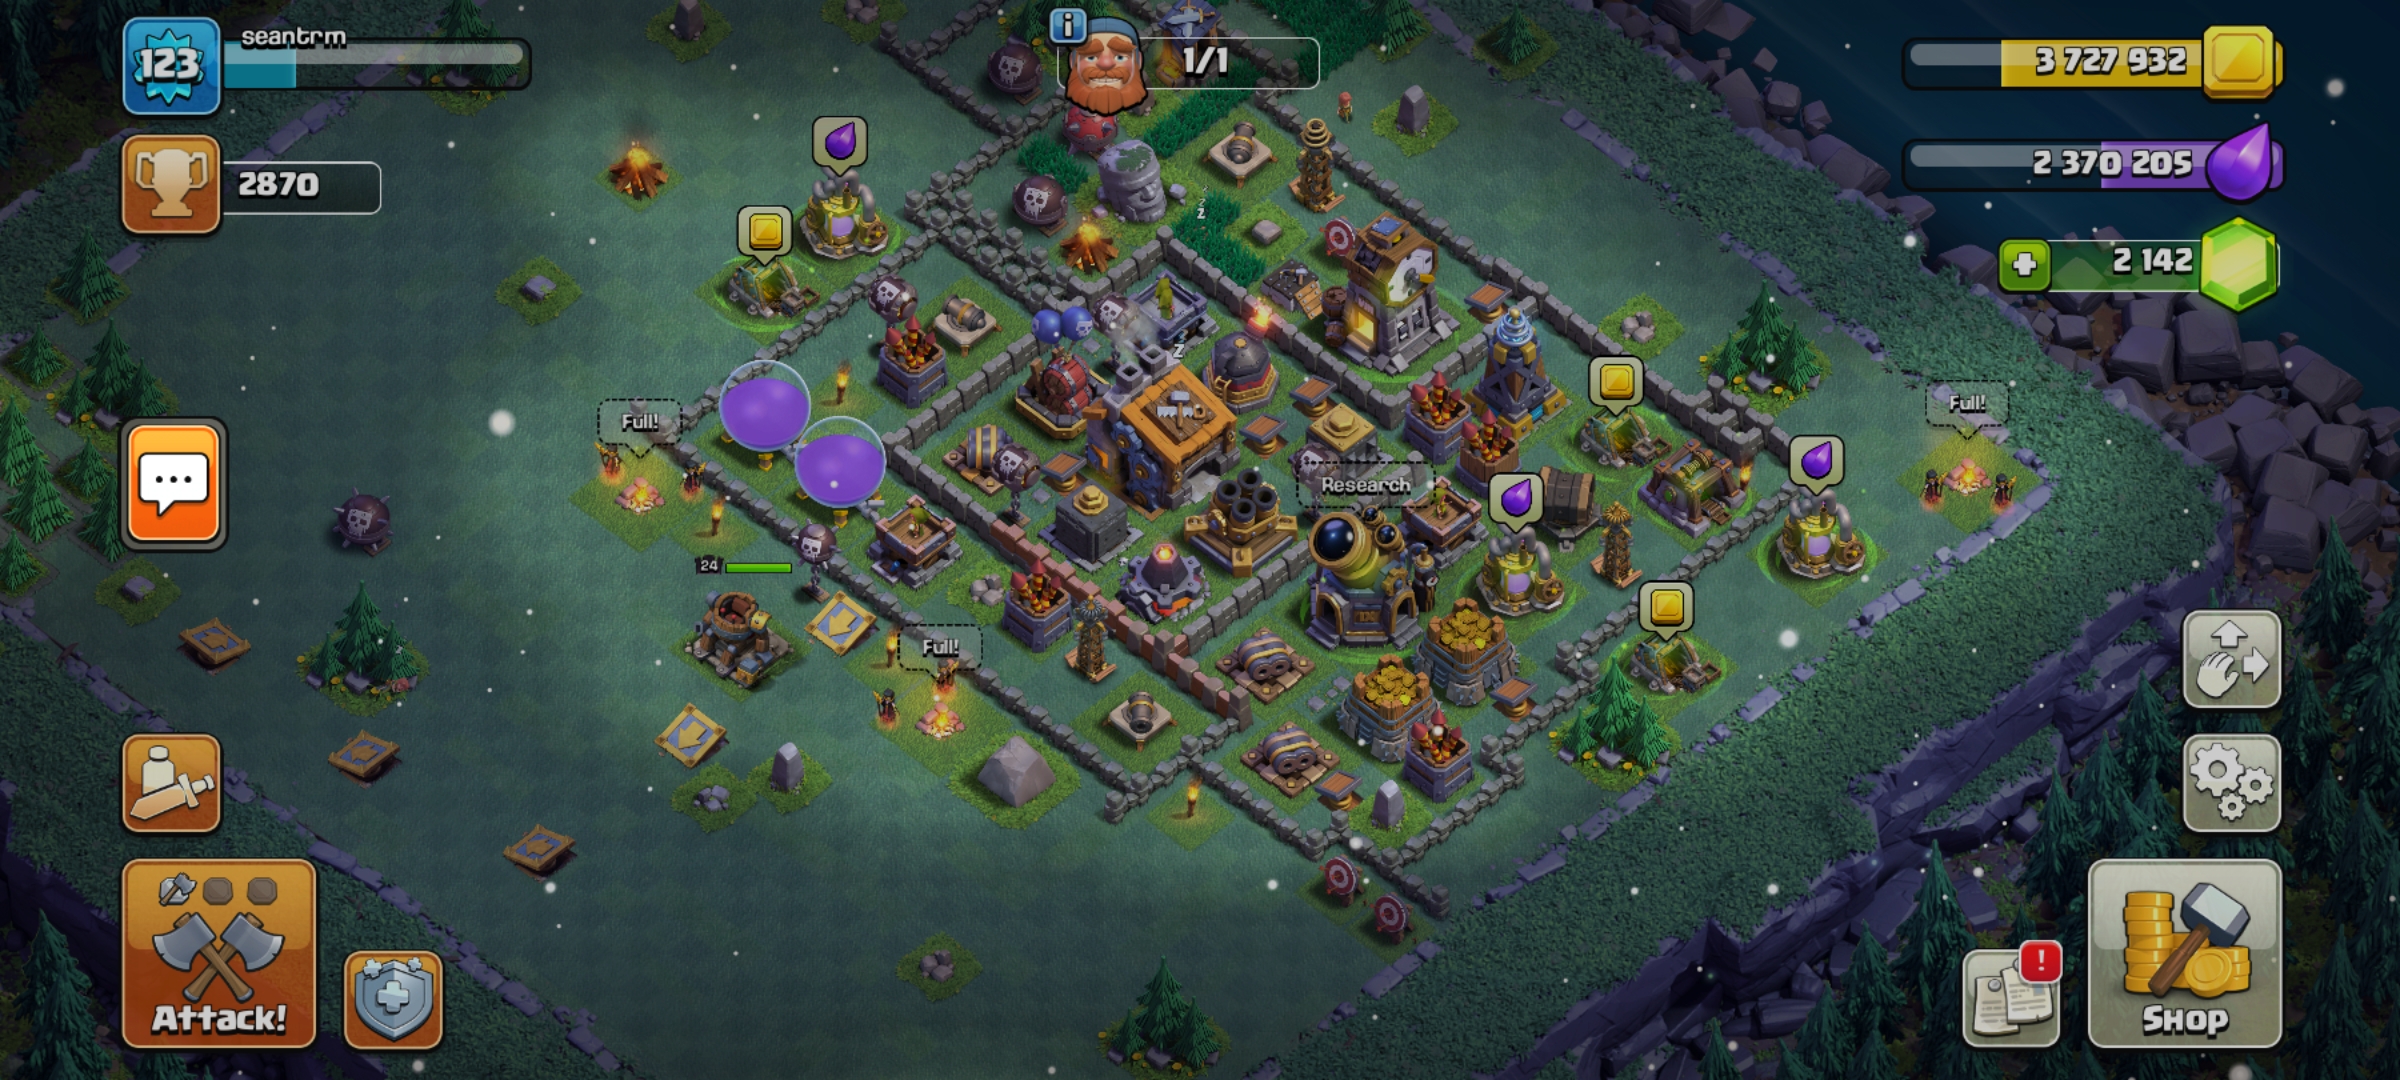 seantrm
123
1/1
3 727 932
2870
2 370 205
2 142
z
z
z
Full!
Full!
Research
24
Full!
Attack!
!
Shop